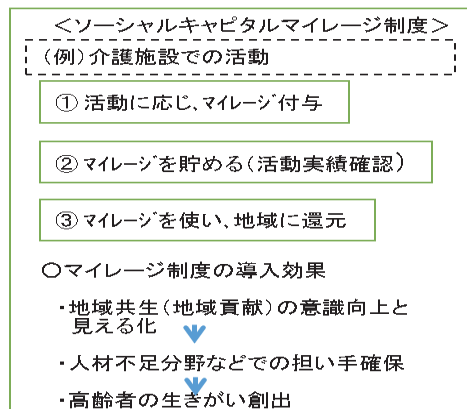 ＜ソーシャルキャピタルマイレージ制度＞
(例)介護施設での活動
① 活動に応じ、マイレージ付与
② マイレージを貯める(活動実績確認)
③ マイレージを使い、地域に還元
○マイレージ制度の導入効果
・地域共生(地域貢献)の意識向上と
見える化
・人材不足分野などでの担い手確保
・高齢者の生きがい創出